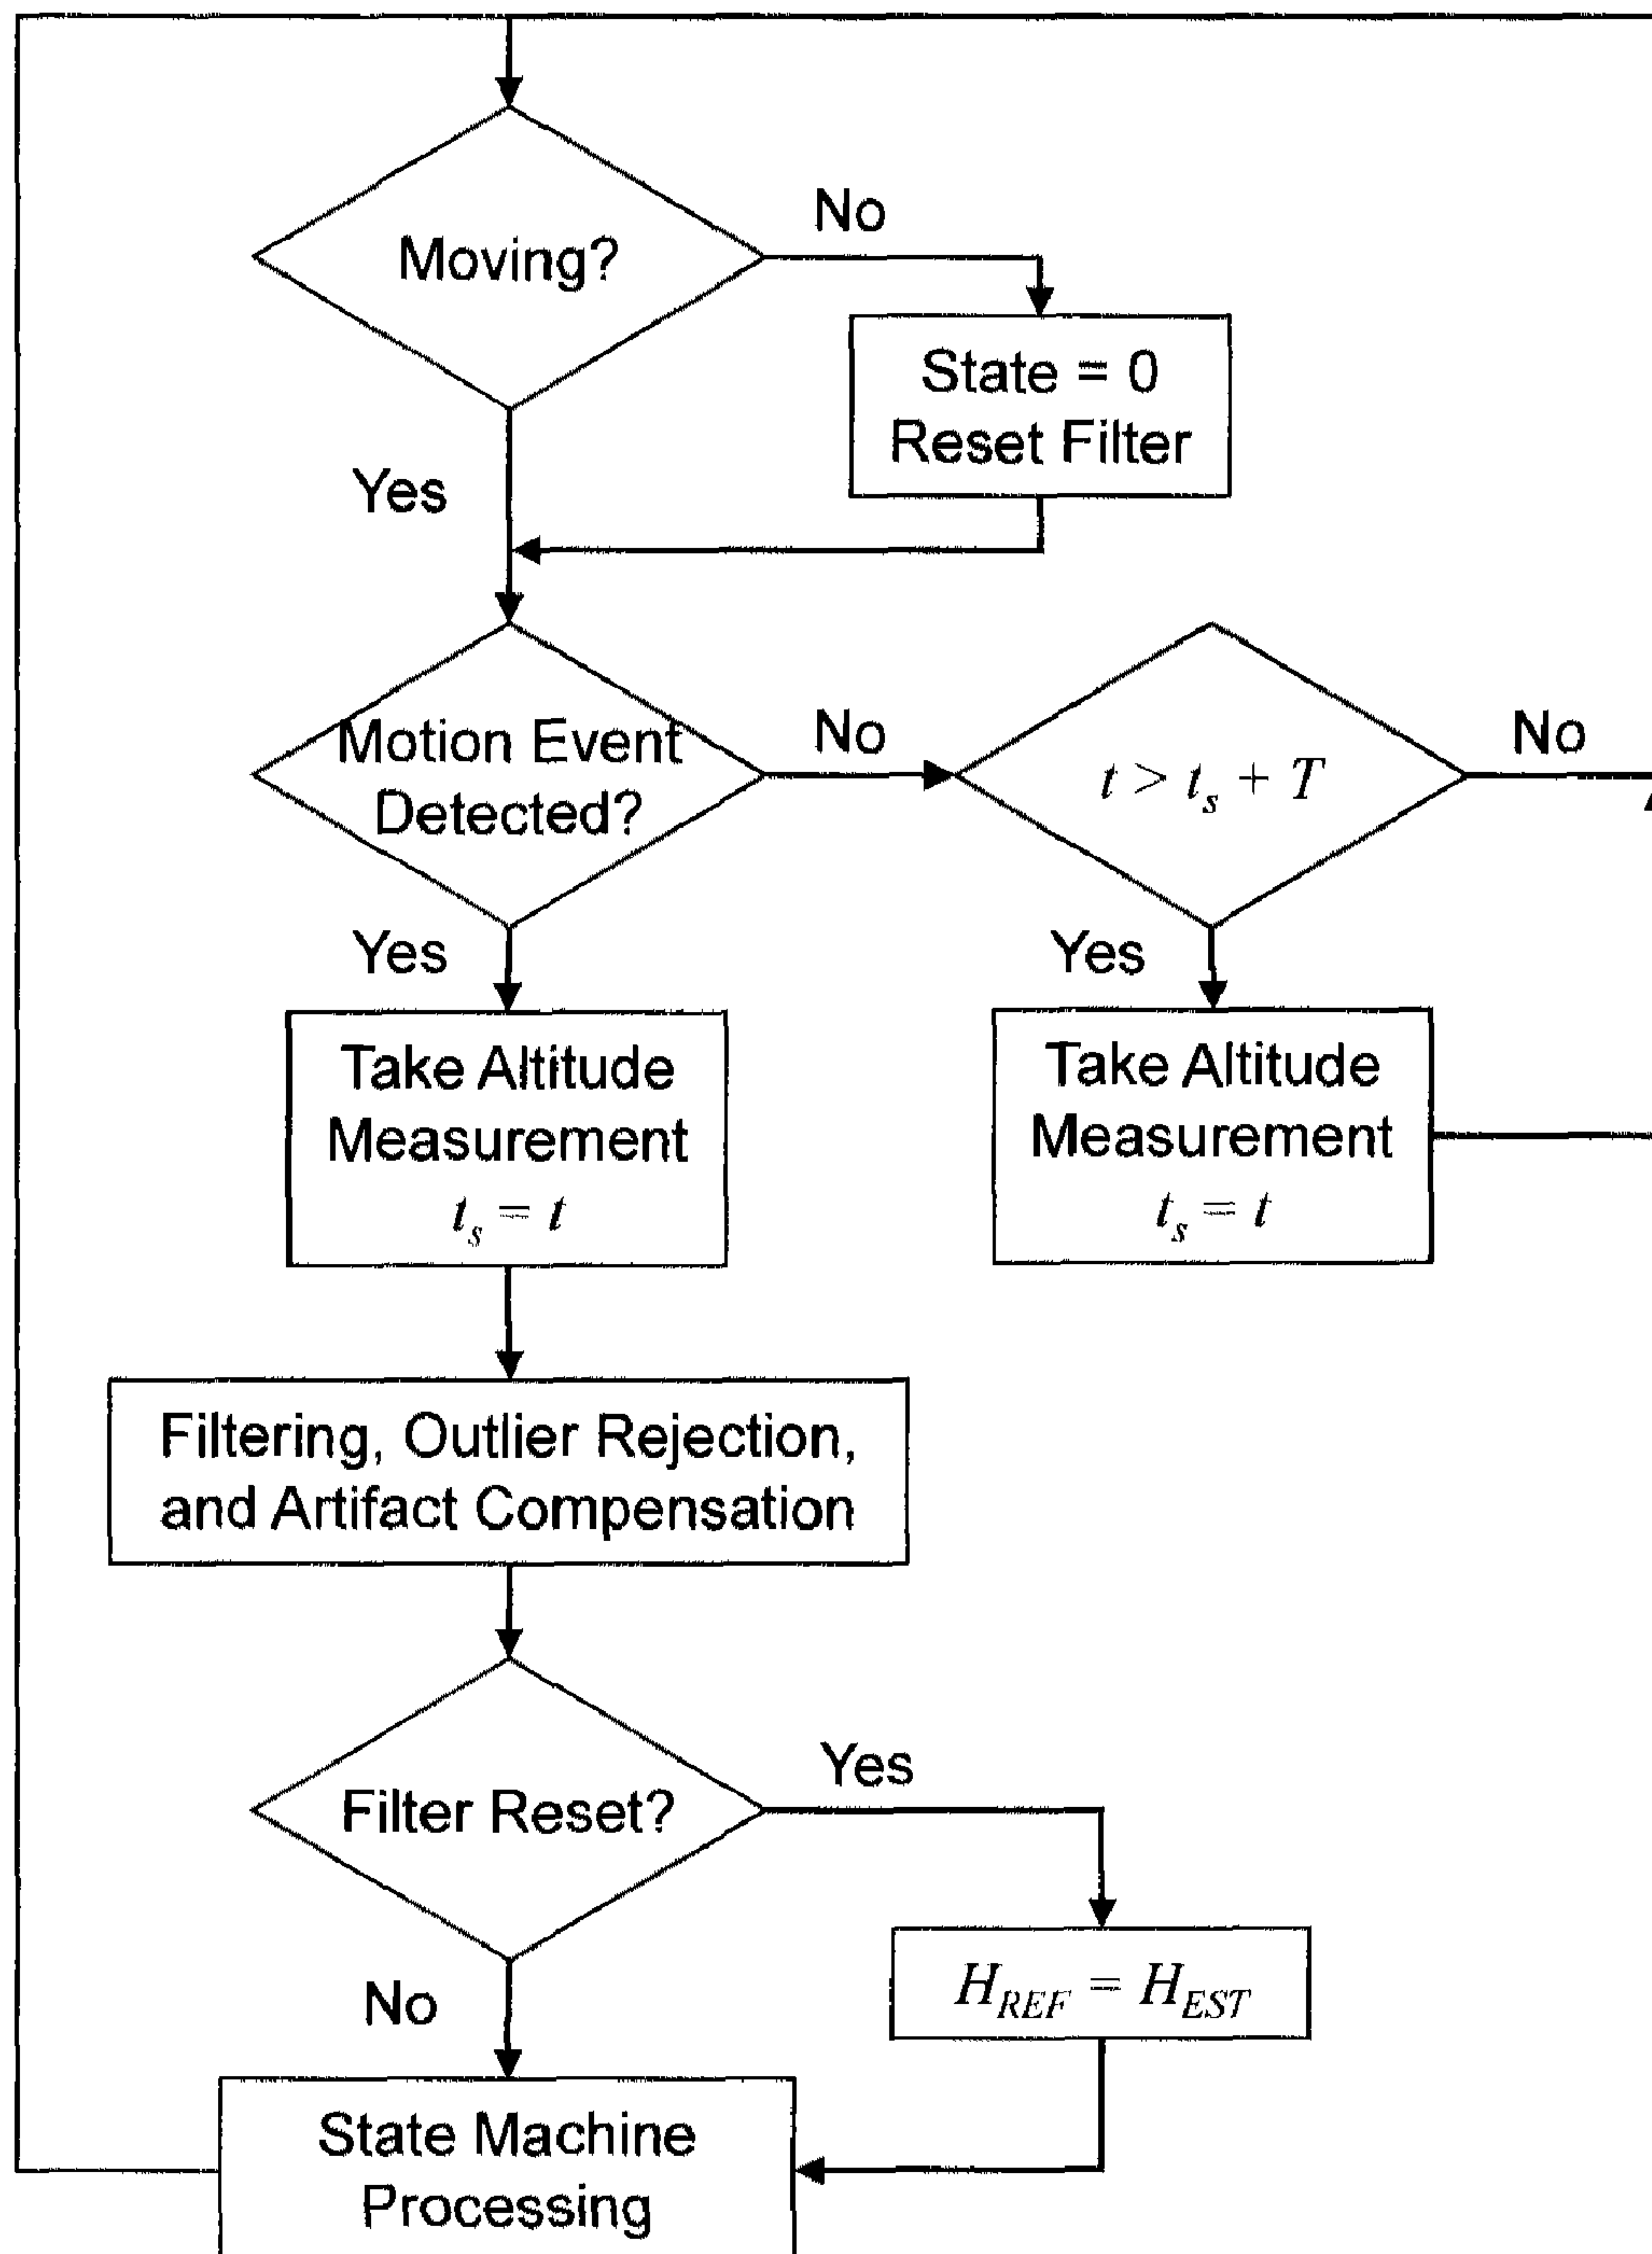 Moving?
No
State = 0
Reset Filter
Yes
Motion Event
Detected?
No
t > t_s + T
No
Yes
Take Altitude
Measurement
t_s = t
Yes
Take Altitude
Measurement
t_s = t
Filtering, Outlier Rejection,
and Artifact Compensation
Filter Reset?
Yes
H_REF = H_EST
No
State Machine
Processing